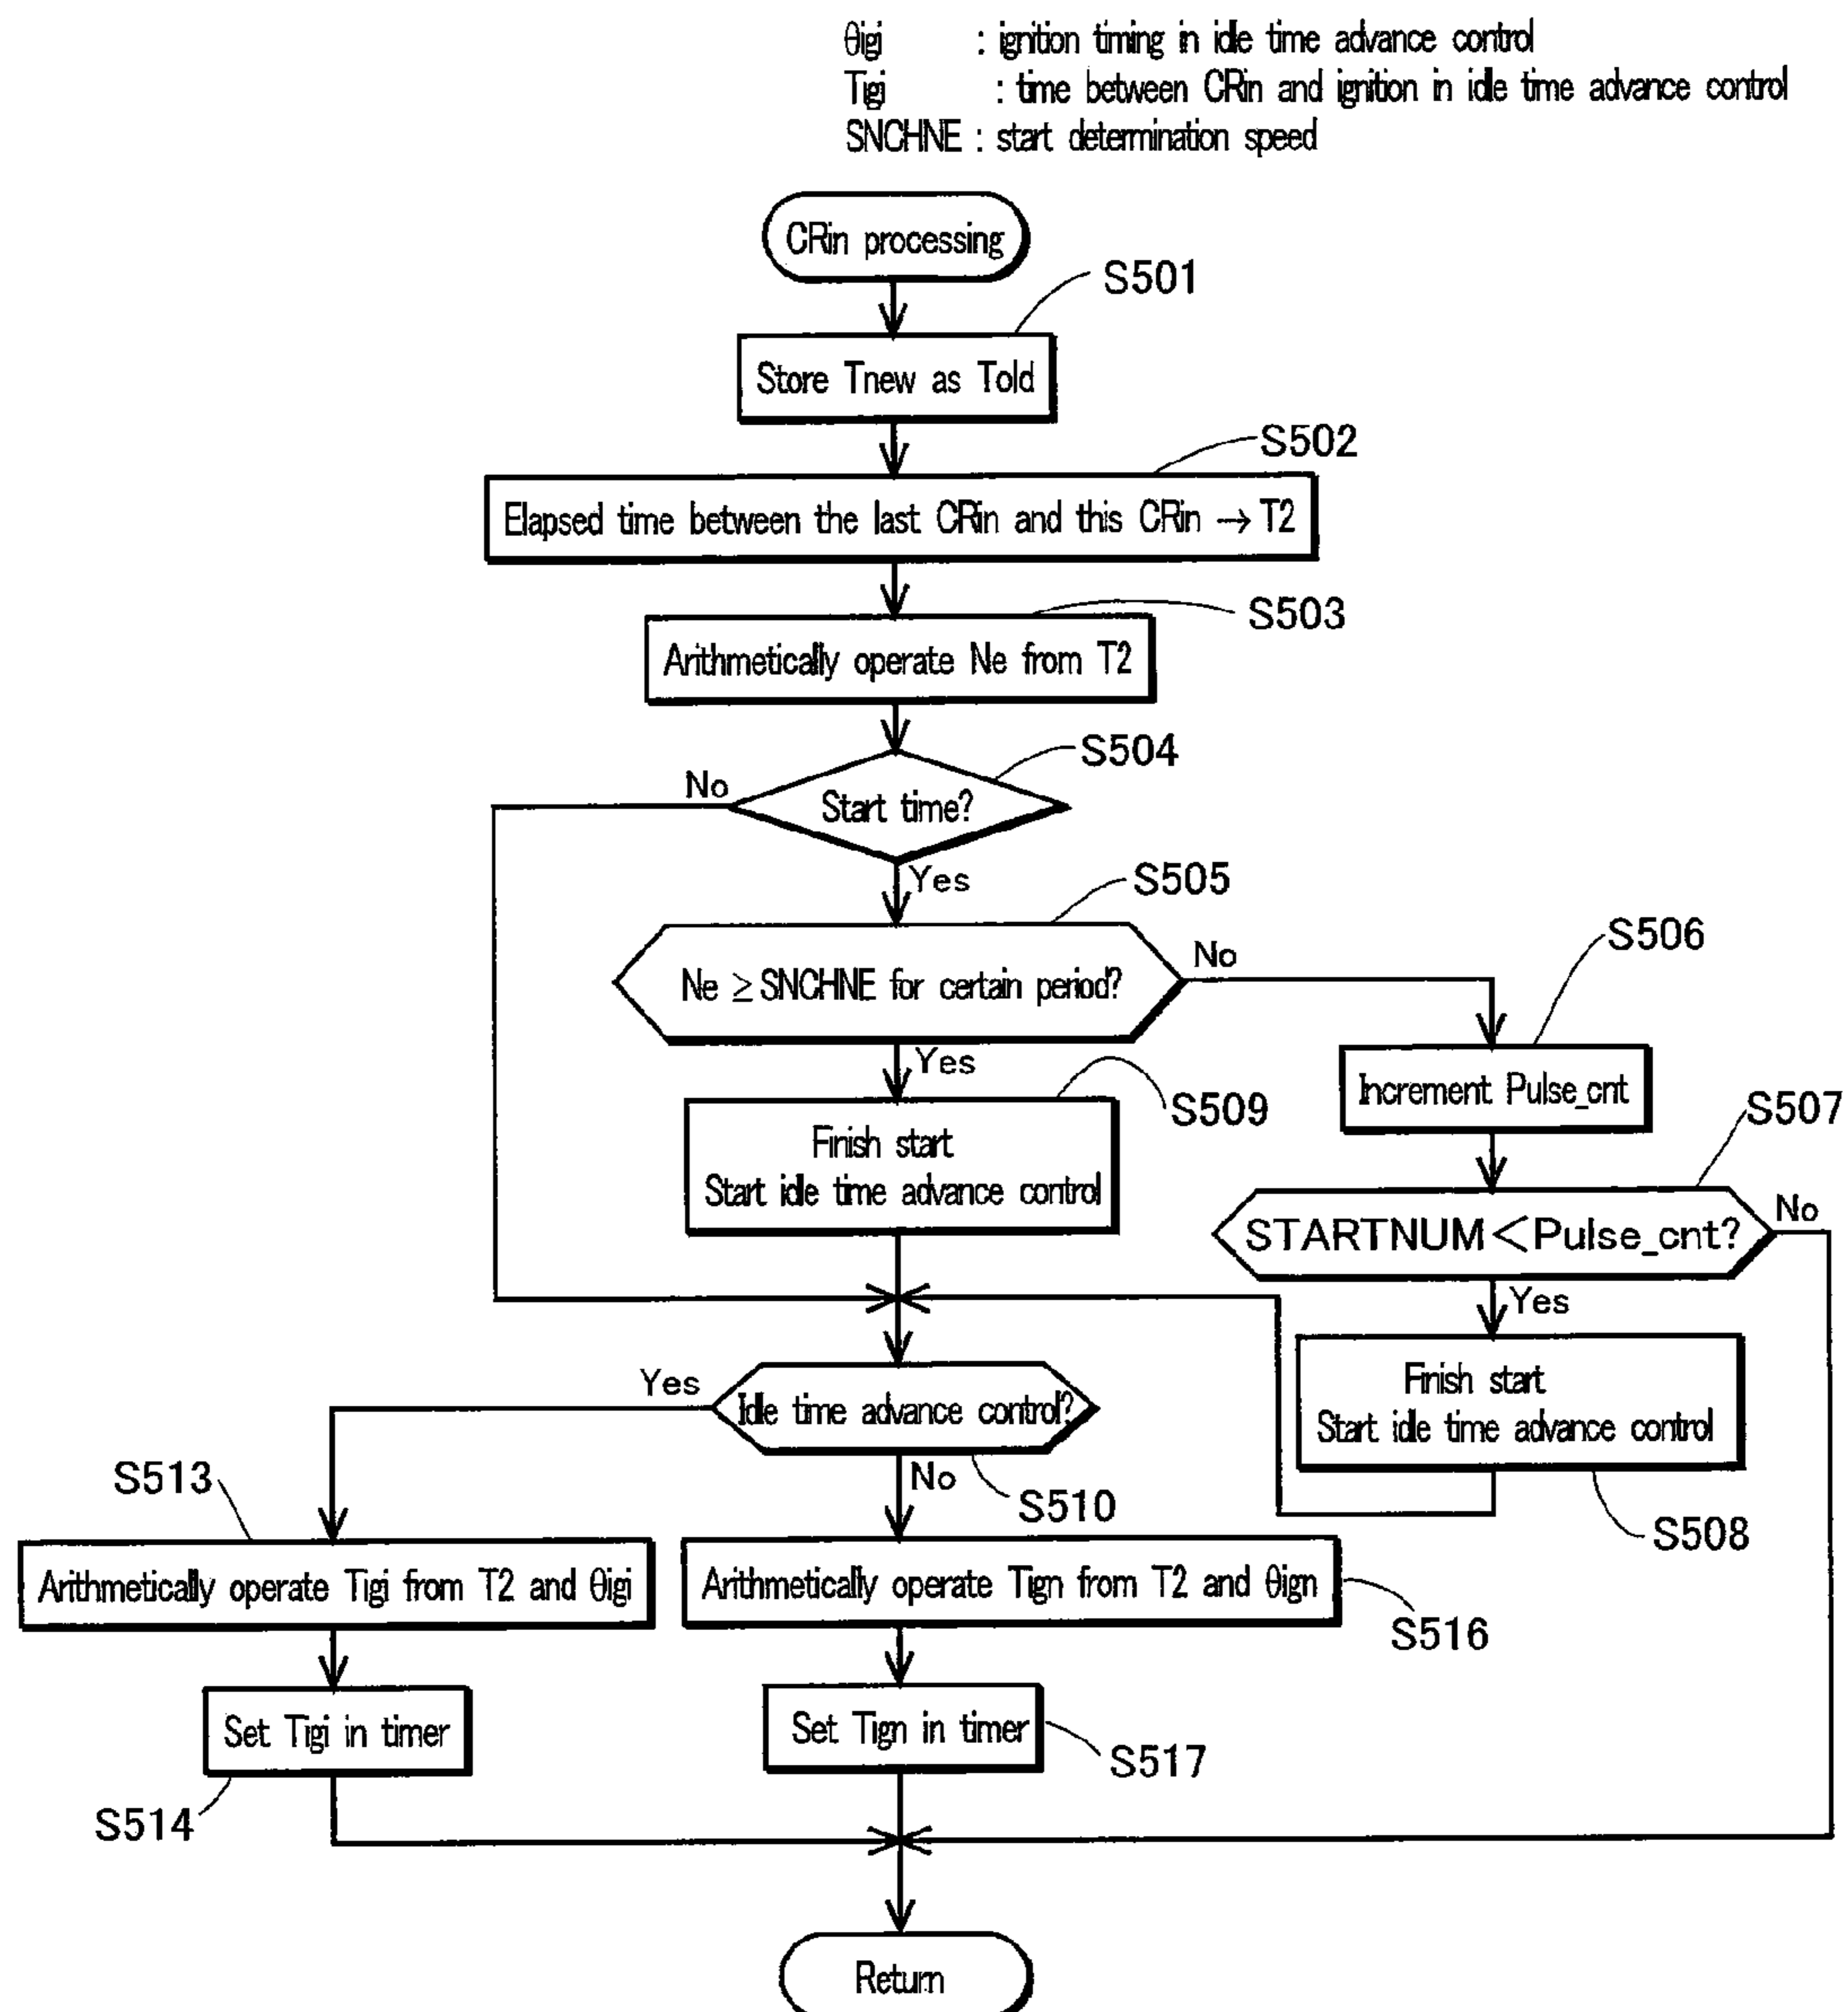 θigi : ignition timing in idle time advance control
Tigi : time between CRin and ignition in idle time advance control
SNCHNE : start determination speed
CRin processing
S501
Store Tnew as Told
S502
Elapsed time between the last CRin and this CRin → T2
S503
Arithmetically operate Ne from T2
S504
No
Start time?
Yes
S505
Ne ≥ SNCHNE for certain period?
No
S506
Increment Pulse_cnt
Yes
S509
Finish start
Start idle time advance control
S507
STARTNUM < Pulse_cnt?
No
Yes
Finish start
Start idle time advance control
S508
Yes
Idle time advance control?
No
S510
S513
Arithmetically operate Tigi from T2 and θigi
Arithmetically operate Tign from T2 and θign
S516
Set Tigi in timer
S514
Set Tign in timer
S517
Return